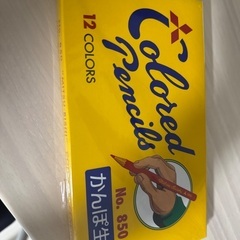 Colored
Pencils
12 COLORS
No. 850
かんぽ生